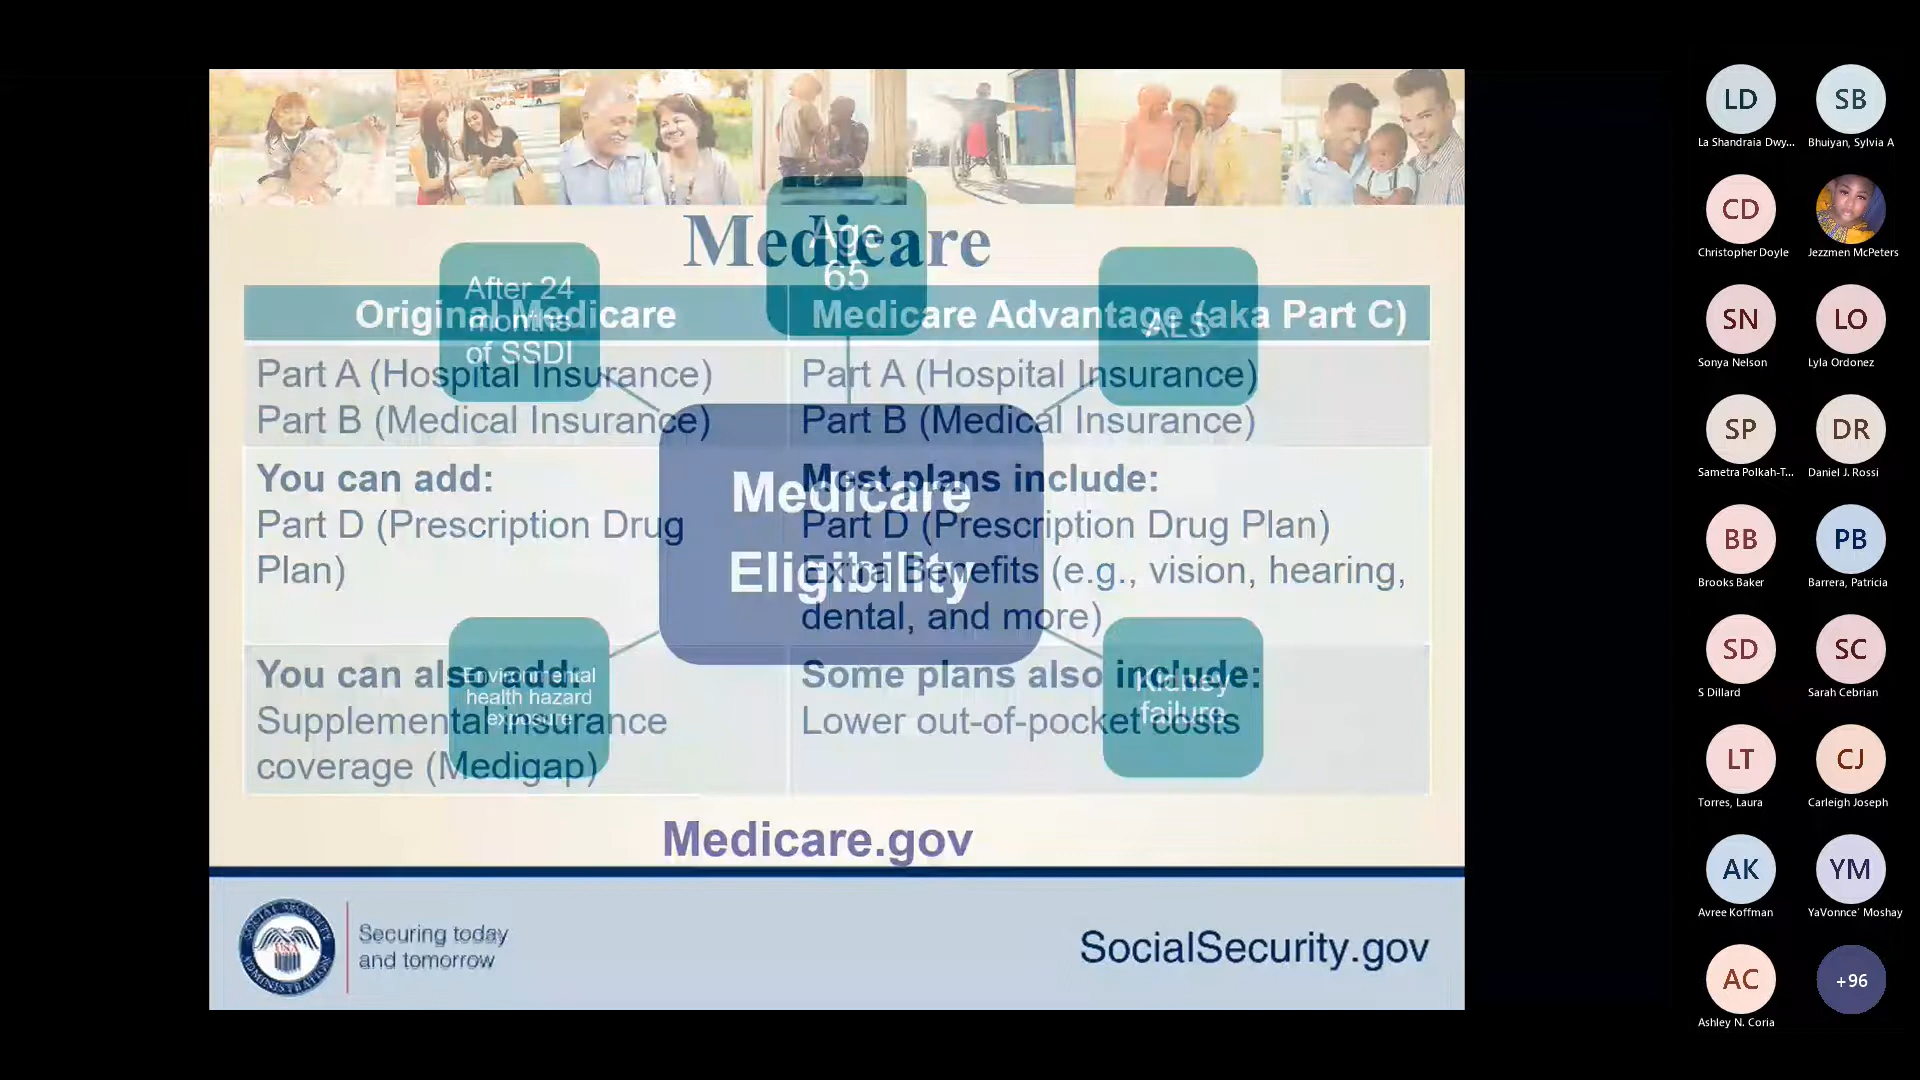 Medicare
Original Medicare
Medicare Advantage (aka Part C)
Part A (Hospital Insurance)
Part B (Medical Insurance)
Part A (Hospital Insurance)
Part B (Medical Insurance)
You can add:
Part D (Prescription Drug
Plan)
Most plans include:
Part D (Prescription Drug Plan)
Extra Benefits (e.g., vision, hearing,
dental, and more)
You can also add:
Supplemental insurance
coverage (Medigap)
Some plans also include:
Lower out-of-pocket costs
Medicare.gov
After 24
months
of SSDI
Age
65
ALS
Medicare
Eligibility
Environmental
health hazard
exposure
Kidney
failure
SOCIAL SECURITY
ADMINISTRATION
USA
Securing today
and tomorrow
SocialSecurity.gov
LD
La Shandraia Dwy...
SB
Bhuiyan, Sylvia A
CD
Christopher Doyle
Jezzmen McPeters
SN
Sonya Nelson
LO
Lyla Ordonez
SP
Sametra Polkah-T...
DR
Daniel J. Rossi
BB
Brooks Baker
PB
Barrera, Patricia
SD
S Dillard
SC
Sarah Cebrian
LT
Torres, Laura
CJ
Carleigh Joseph
AK
Avree Koffman
YM
YaVonnce' Moshay
AC
Ashley N. Coria
+96